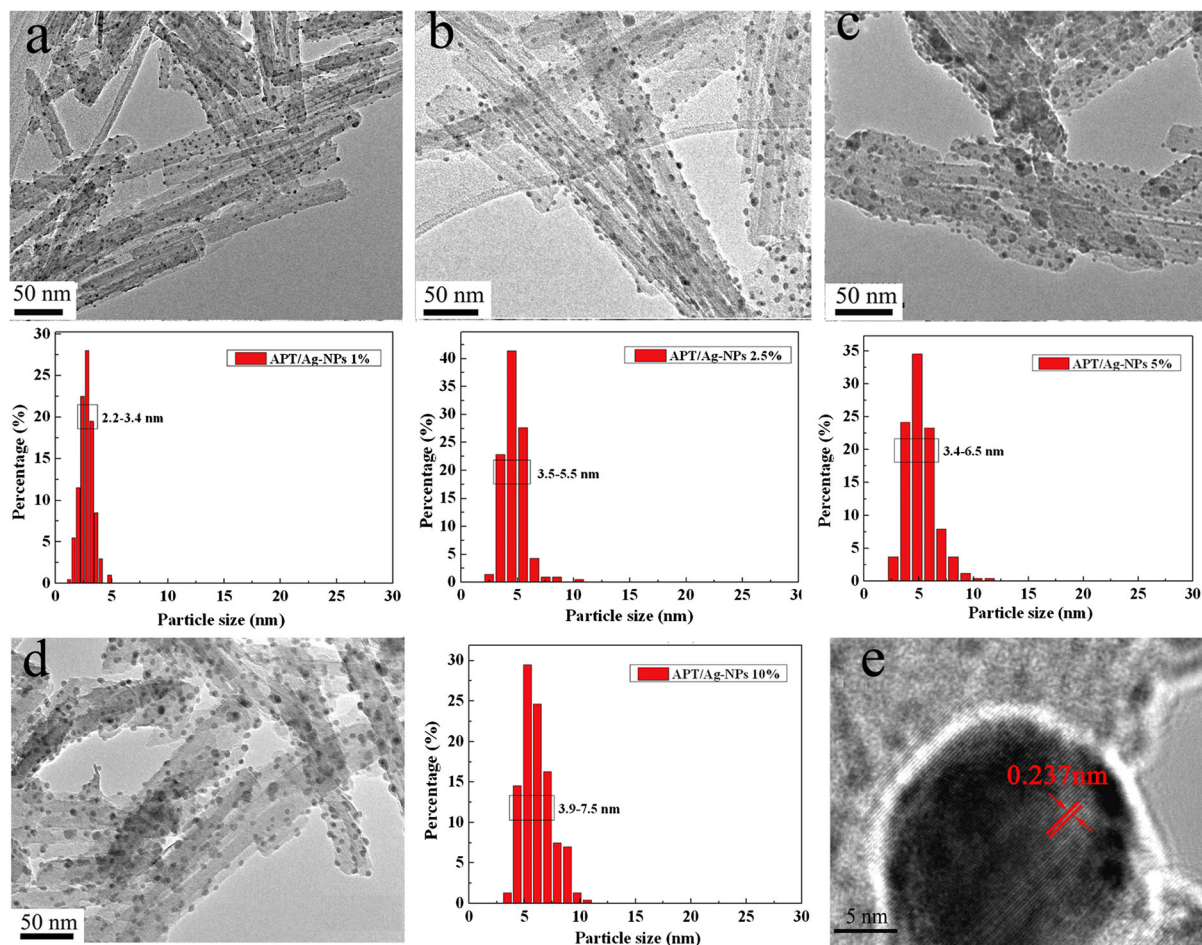 a
50 nm
b
50 nm
c
50 nm
30
25
20
15
10
5
0
Percentage (%)
APT/Ag-NPs 1%
2.2-3.4 nm
0 5 10 15 20 25 30
Particle size (nm)
40
35
30
25
20
15
10
5
0
Percentage (%)
APT/Ag-NPs 2.5%
3.5-5.5 nm
0 5 10 15 20 25 30
Particle size (nm)
35
30
25
20
15
10
5
0
Percentage (%)
APT/Ag-NPs 5%
3.4-6.5 nm
0 5 10 15 20 25 30
Particle size (nm)
d
50 nm
30
25
20
15
10
5
0
Percentage (%)
APT/Ag-NPs 10%
3.9-7.5 nm
0 5 10 15 20 25 30
Particle size (nm)
e
0.237nm
5 nm